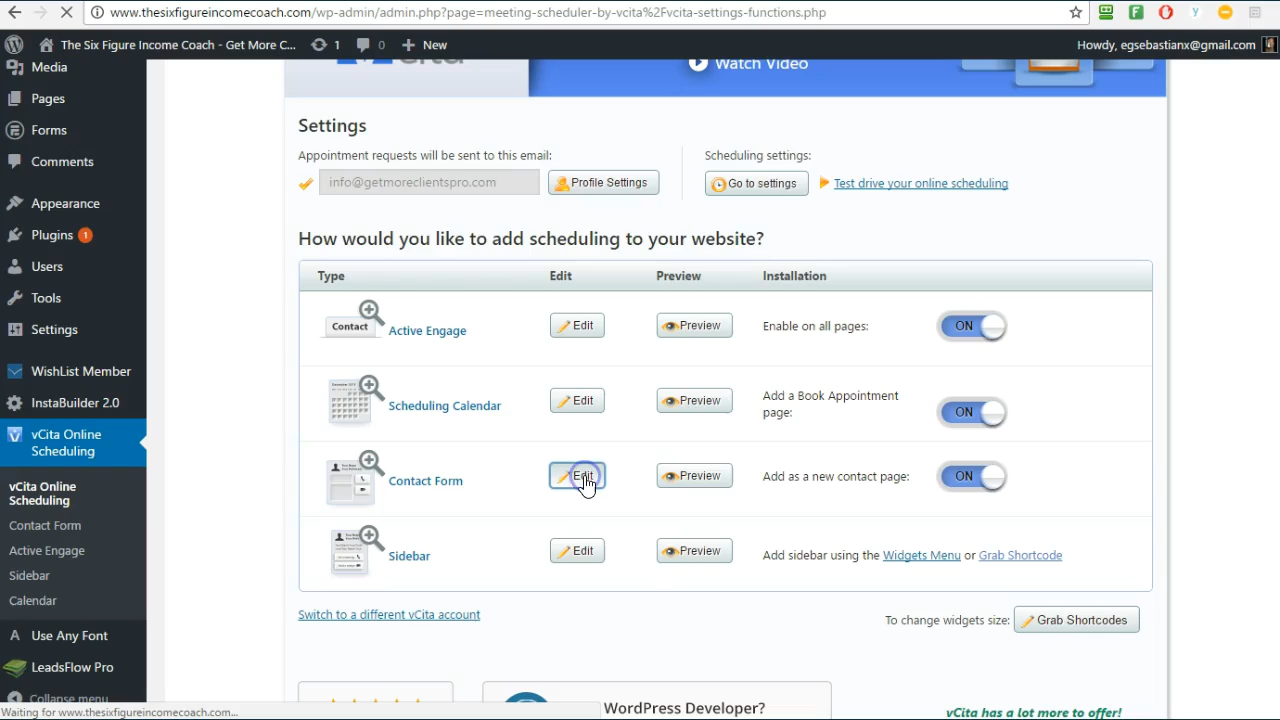 www.thesixfigureincomecoach.com/wp-admin/admin.php?page=meeting-scheduler-by-vcita%2Fvcita-settings-functions.php
The Six Figure Income Coach - Get More C...
1
0
New
Howdy, egsebastianx@gmail.com
Media
Pages
Forms
Comments
Appearance
Plugins 1
Users
Tools
Settings
WishList Member
InstaBuilder 2.0
vCita Online
Scheduling
vCita Online
Scheduling
Contact Form
Active Engage
Sidebar
Calendar
Use Any Font
LeadsFlow Pro
Collapse menu
Waiting for www.thesixfigureincomecoach.com...
Watch Video
Settings
Appointment requests will be sent to this email:
info@getmoreclientspro.com
Profile Settings
Scheduling settings:
Go to settings
Test drive your online scheduling
How would you like to add scheduling to your website?
Type Edit Preview Installation
Contact Active Engage Edit Preview Enable on all pages: ON
Scheduling Calendar Edit Preview Add a Book Appointment
page: ON
Contact Form Edit Preview Add as a new contact page: ON
Sidebar Edit Preview Add sidebar using the Widgets Menu or Grab Shortcode
Switch to a different vCita account
To change widgets size: Grab Shortcodes
WordPress Developer?
vCita has a lot more to offer!